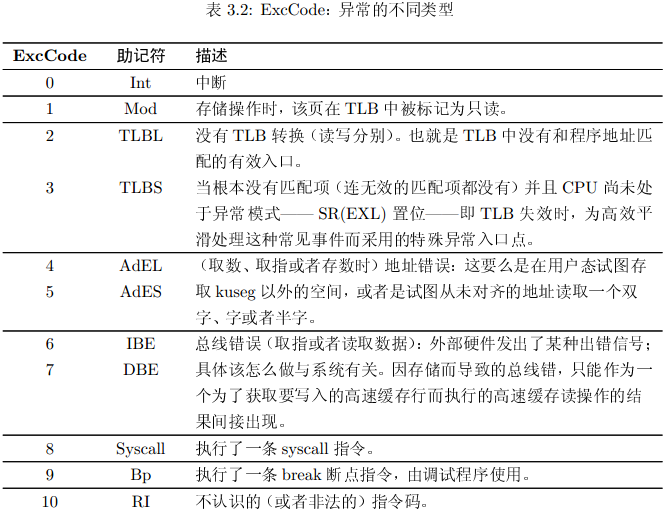 表 3.2: ExcCode: 异常的不同类型
ExcCode 助记符 描述
0 Int 中断
1 Mod 存储操作时，该页在 TLB 中被标记为只读。
2 TLBL 没有 TLB 转换（读写分别）。也就是 TLB 中没有和程序地址匹
配的有效入口。
3 TLBS 当根本没有匹配项（连无效的匹配项都没有）并且 CPU 尚未处
于异常模式—— SR(EXL) 置位——即 TLB 失效时，为高效平
滑处理这种常见事件而采用的特殊异常入口点。
4 AdEL （取数、取指或者存数时）地址错误：这要么是在用户态试图存
5 AdES 取 kuseg 以外的空间，或者是试图从未对齐的地址读取一个双
字、字或者半字。
6 IBE 总线错误（取指或者读取数据）：外部硬件发出了某种出错信号；
7 DBE 具体该怎么做与系统有关。因存储而导致的总线错，只能作为一
个为了获取要写入的高速缓存行而执行的高速缓存读操作的结
果间接出现。
8 Syscall 执行了一条 syscall 指令。
9 Bp 执行了一条 break 断点指令，由调试程序使用。
10 RI 不认识的（或者非法的）指令码。